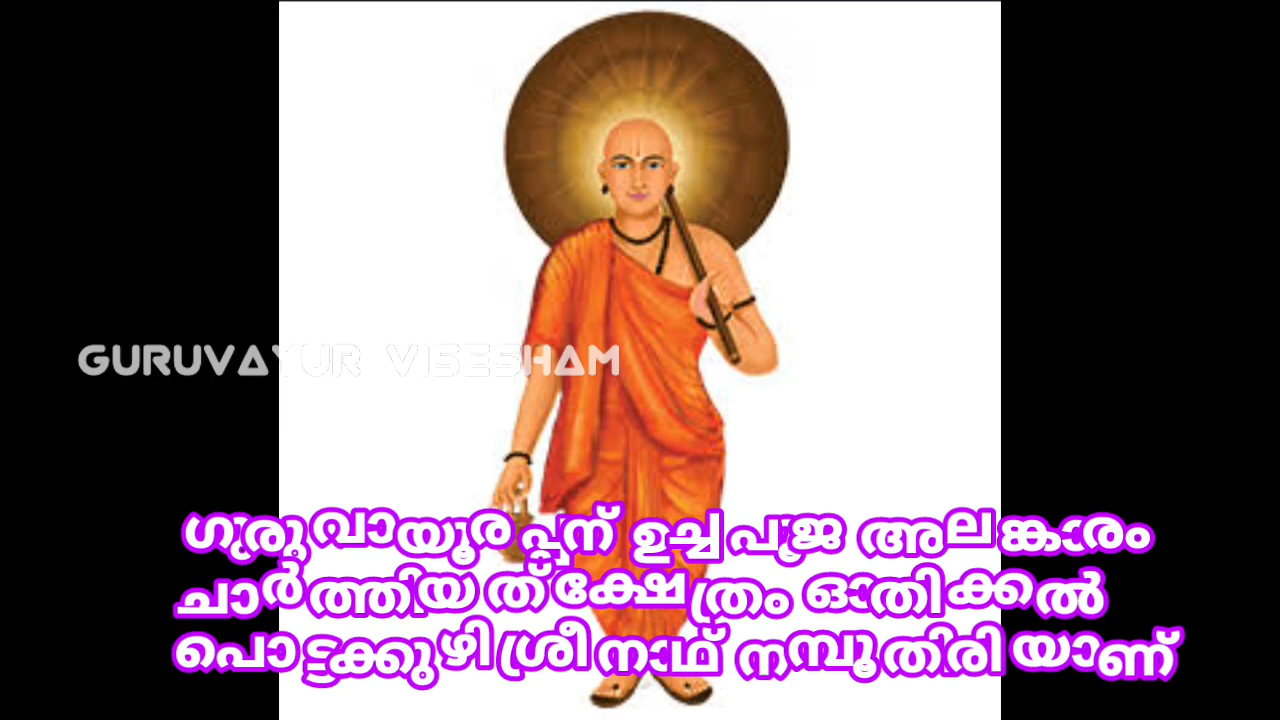 GURUVAYUR VISESHAM
ഗുരുവായൂരപ്പന് ഉച്ചപൂജ അലങ്കാരം
ചാർത്തിയത് ക്ഷേത്രം ഓതിക്കൽ
പൊട്ടക്കുഴി ശ്രീനാഥ് നമ്പൂതിരിയാണ്